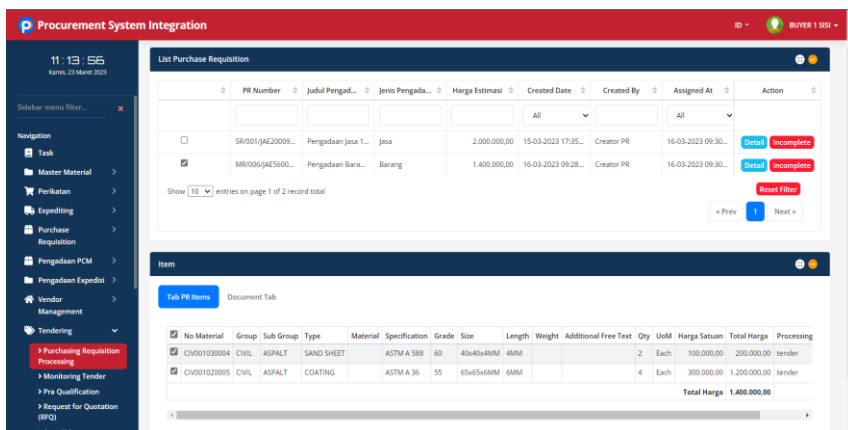 Procurement System Integration
ID
BUYER 1 SISI
11:13:56
Kamis, 23 Maret 2023
Sidebar menu filter...
Navigation
Task
Master Material
Perikatan
Expediting
Purchase
Requisition
Pengadaan PCM
Pengadaan Expedisi
Vendor
Management
Tendering
Purchasing Requisition
Processing
Monitoring Tender
Pra Qualification
Request for Quotation
(RFQ)
List Purchase Requisition
PR Number Judul Pengad... Jenis Pengada... Harga Estimasi Created Date Created By Assigned At Action
All All
SR/001/JAE20009... Pengadaan Jasa 1... Jasa 2.000.000,00 15-03-2023 17:35... Creator PR 16-03-2023 09:30... Detail Incomplete
MR/006/JAE5600... Pengadaan Bara... Barang 1.400.000,00 16-03-2023 09:28... Creator PR 16-03-2023 09:30... Detail Incomplete
Show 10 entries on page 1 of 2 record total
Reset Filter
« Prev 1 Next »
Item
Tab PR Items Document Tab
No Material Group Sub Group Type Material Specification Grade Size Length Weight Additional Free Text Qty UoM Harga Satuan Total Harga Processing
CIV001030004 CIVIL ASPALT SAND SHEET ASTM A 588 60 40x40x4MM 4MM 2 Each 100.000,00 200.000,00 tender
CIV001020005 CIVIL ASPALT COATING ASTM A 36 55 65x65x6MM 6MM 4 Each 300.000,00 1.200.000,00 tender
Total Harga 1.400.000,00